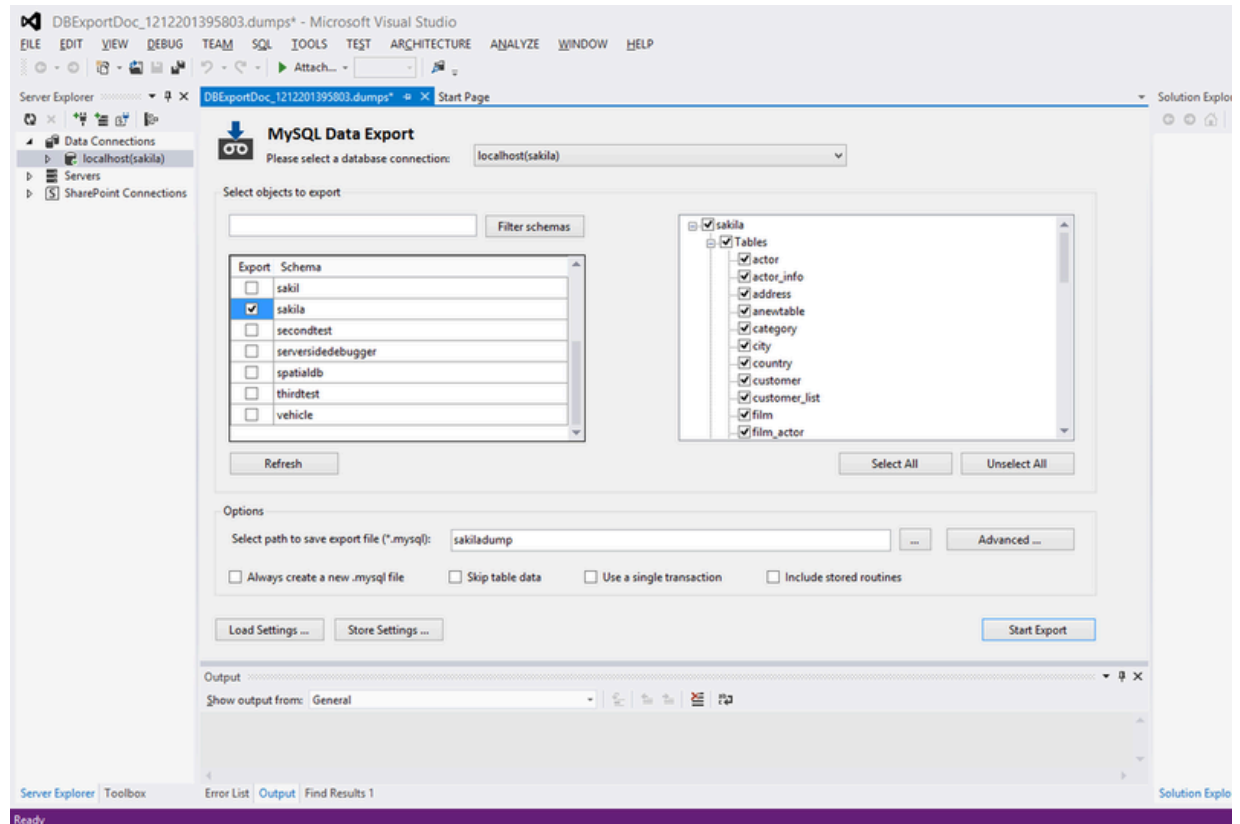 DBExportDoc_1212201395803.dumps* - Microsoft Visual Studio
FILE EDIT VIEW DEBUG TEAM SQL TOOLS TEST ARCHITECTURE ANALYZE WINDOW HELP
Attach...
Server Explorer
DBExportDoc_1212201395803.dumps* Start Page
Solution Explo
Data Connections
localhost(sakila)
Servers
SharePoint Connections
MySQL Data Export
Please select a database connection: localhost(sakila)
Select objects to export
Filter schemas
Export Schema
sakil
sakila
secondtest
serversidedebugger
spatialdb
thirdtest
vehicle
Refresh
sakila
Tables
actor
actor_info
address
anewtable
category
city
country
customer
customer_list
film
film_actor
Select All Unselect All
Options
Select path to save export file (*.mysql): sakiladump ... Advanced ...
Always create a new .mysql file Skip table data Use a single transaction Include stored routines
Load Settings ... Store Settings ... Start Export
Output
Show output from: General
Server Explorer Toolbox
Error List Output Find Results 1
Solution Explo
Ready